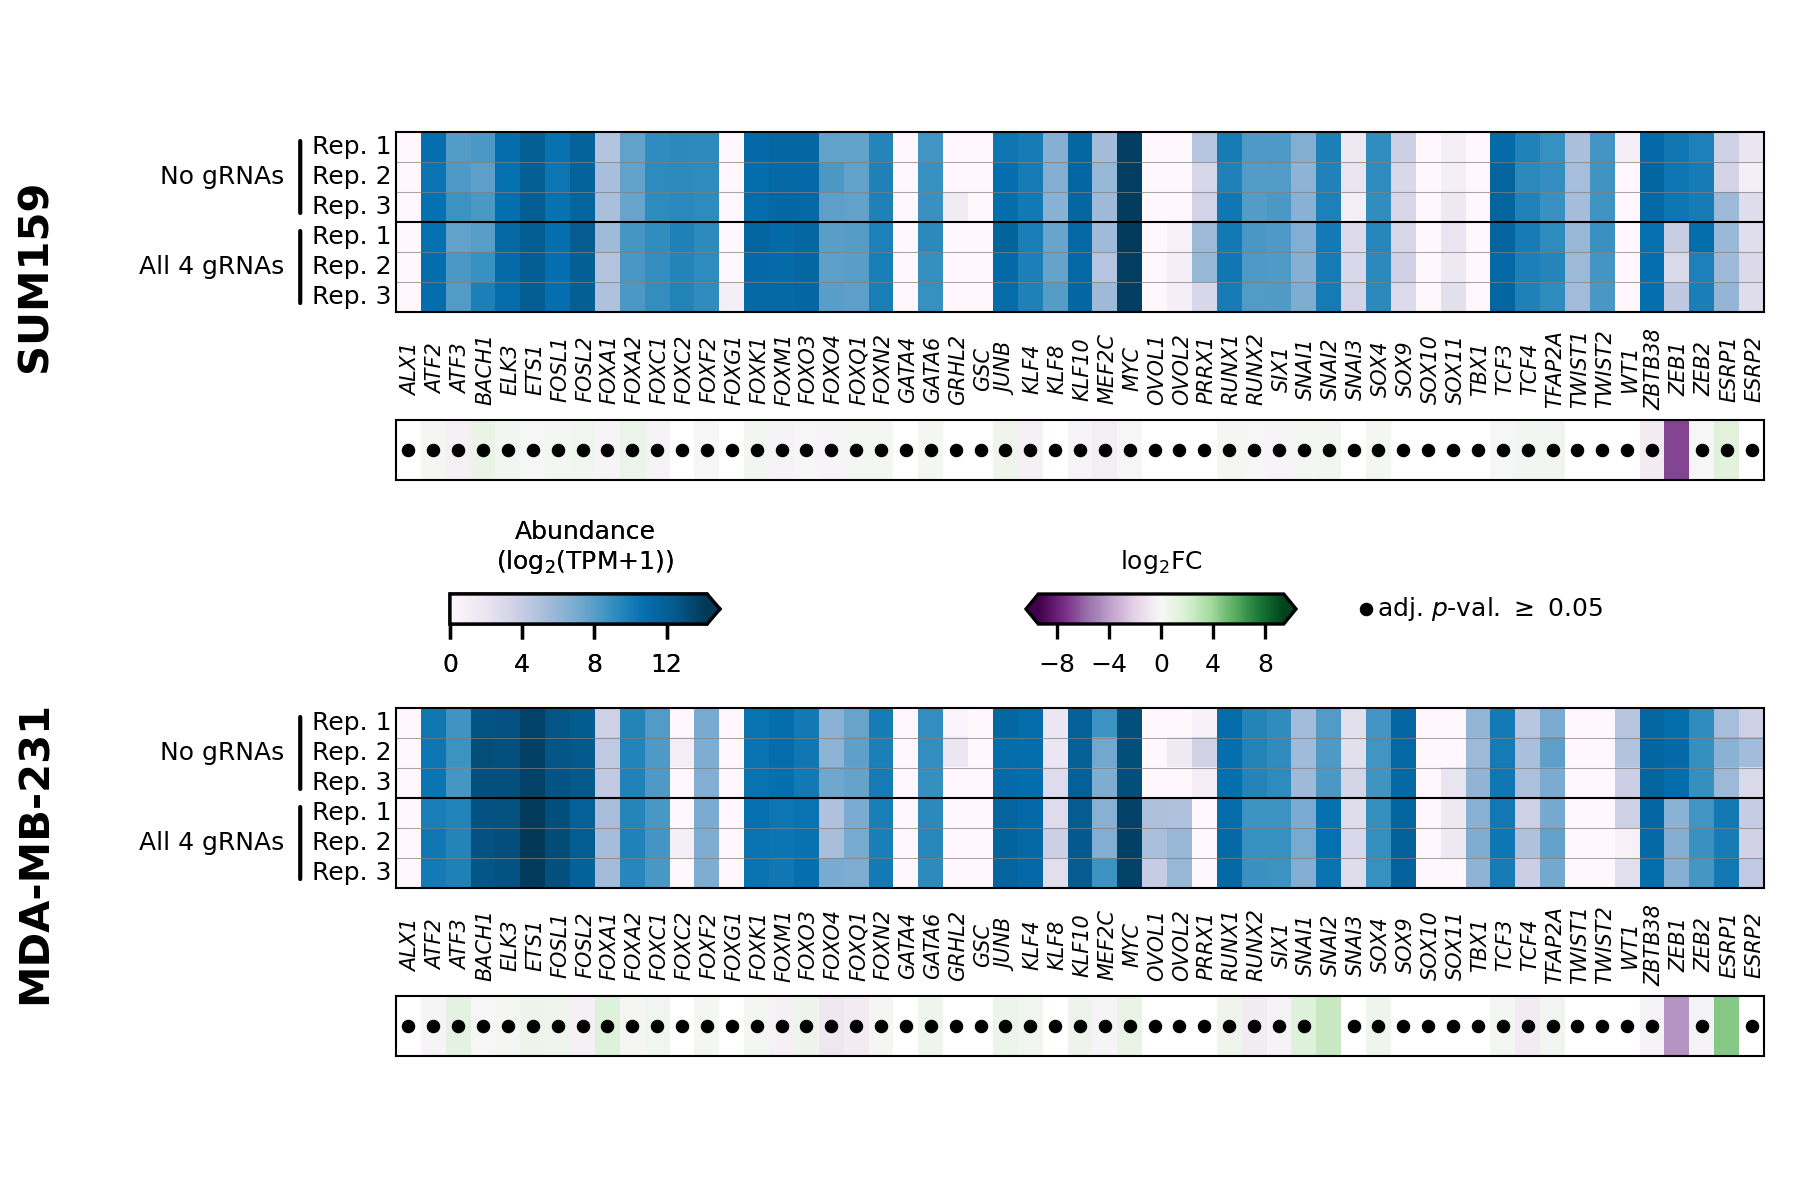 SUM159
No gRNAs
Rep. 1
Rep. 2
Rep. 3
All 4 gRNAs
Rep. 1
Rep. 2
Rep. 3
ALX1 ATF2 ATF3 BACH1 ELK3 ETS1 FOSL1 FOSL2 FOXA1 FOXA2 FOXC1 FOXC2 FOXF2 FOXG1 FOXK1 FOXM1 FOXO3 FOXO4 FOXQ1 FOXN2 GATA4 GATA6 GRHL2 GSC JUNB KLF4 KLF8 KLF10 MEF2C MYC OVOL1 OVOL2 PRRX1 RUNX1 RUNX2 SIX1 SNAI1 SNAI2 SNAI3 SOX4 SOX9 SOX10 SOX11 TBX1 TCF3 TCF4 TFAP2A TWIST1 TWIST2 WT1 ZBTB38 ZEB1 ZEB2 ESRP1 ESRP2
Abundance
(log₂(TPM+1))
0 4 8 12
log₂FC
−8 −4 0 4 8
adj. p-val. ≥ 0.05
MDA-MB-231
No gRNAs
Rep. 1
Rep. 2
Rep. 3
All 4 gRNAs
Rep. 1
Rep. 2
Rep. 3
ALX1 ATF2 ATF3 BACH1 ELK3 ETS1 FOSL1 FOSL2 FOXA1 FOXA2 FOXC1 FOXC2 FOXF2 FOXG1 FOXK1 FOXM1 FOXO3 FOXO4 FOXQ1 FOXN2 GATA4 GATA6 GRHL2 GSC JUNB KLF4 KLF8 KLF10 MEF2C MYC OVOL1 OVOL2 PRRX1 RUNX1 RUNX2 SIX1 SNAI1 SNAI2 SNAI3 SOX4 SOX9 SOX10 SOX11 TBX1 TCF3 TCF4 TFAP2A TWIST1 TWIST2 WT1 ZBTB38 ZEB1 ZEB2 ESRP1 ESRP2